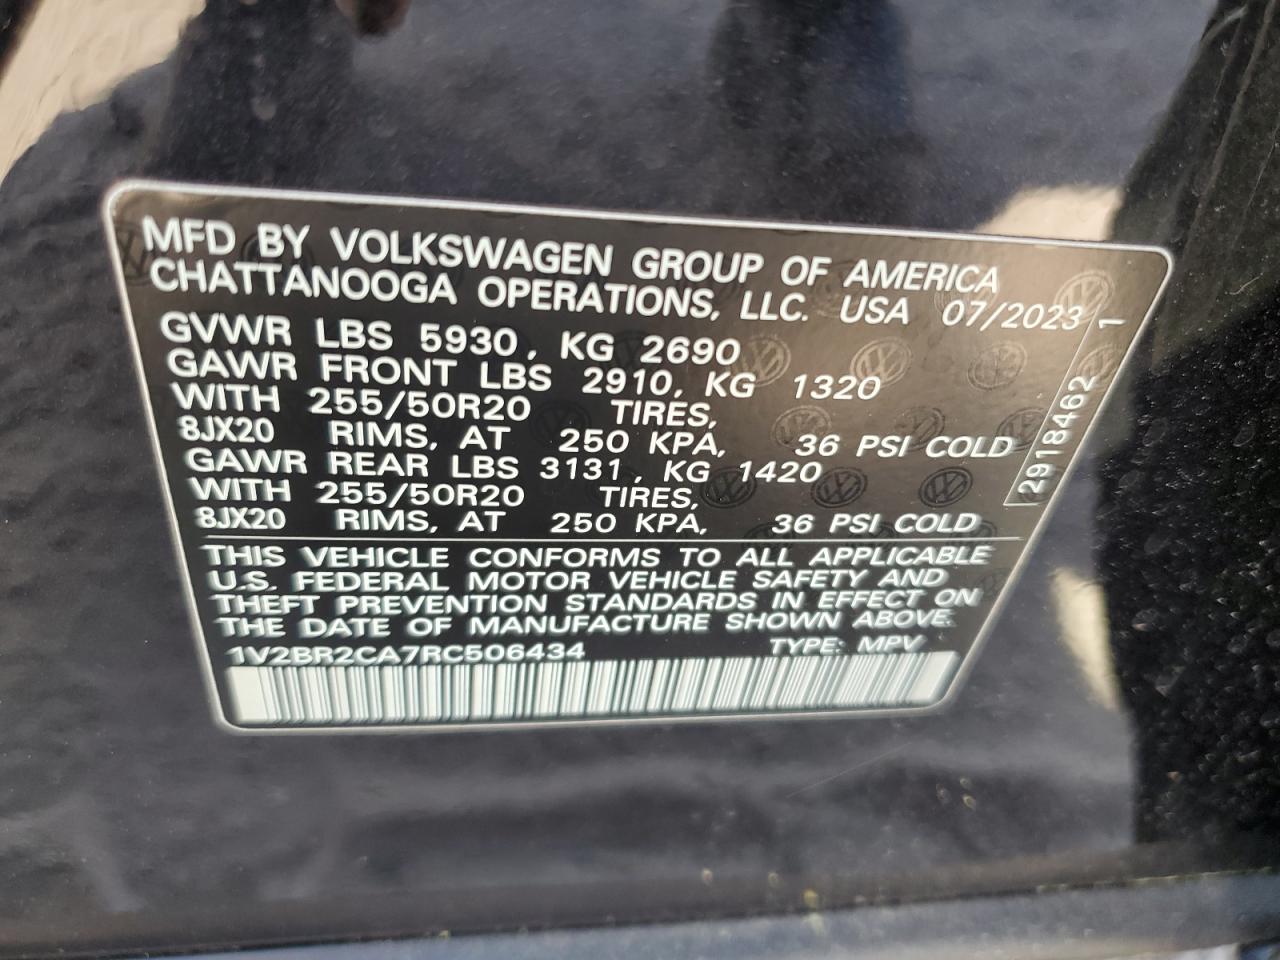 MFD BY VOLKSWAGEN GROUP OF AMERICA
CHATTANOOGA OPERATIONS, LLC. USA 07/2023 1
GVWR LBS 5930, KG 2690
GAWR FRONT LBS 2910, KG 1320
WITH 255/50R20 TIRES,
8JX20 RIMS, AT 250 KPA, 36 PSI COLD
GAWR REAR LBS 3131, KG 1420
WITH 255/50R20 TIRES,
8JX20 RIMS, AT 250 KPA, 36 PSI COLD
2918462
THIS VEHICLE CONFORMS TO ALL APPLICABLE
U.S. FEDERAL MOTOR VEHICLE SAFETY AND
THEFT PREVENTION STANDARDS IN EFFECT ON
THE DATE OF MANUFACTURE SHOWN ABOVE.
1V2BR2CA7RC506434 TYPE: MPV